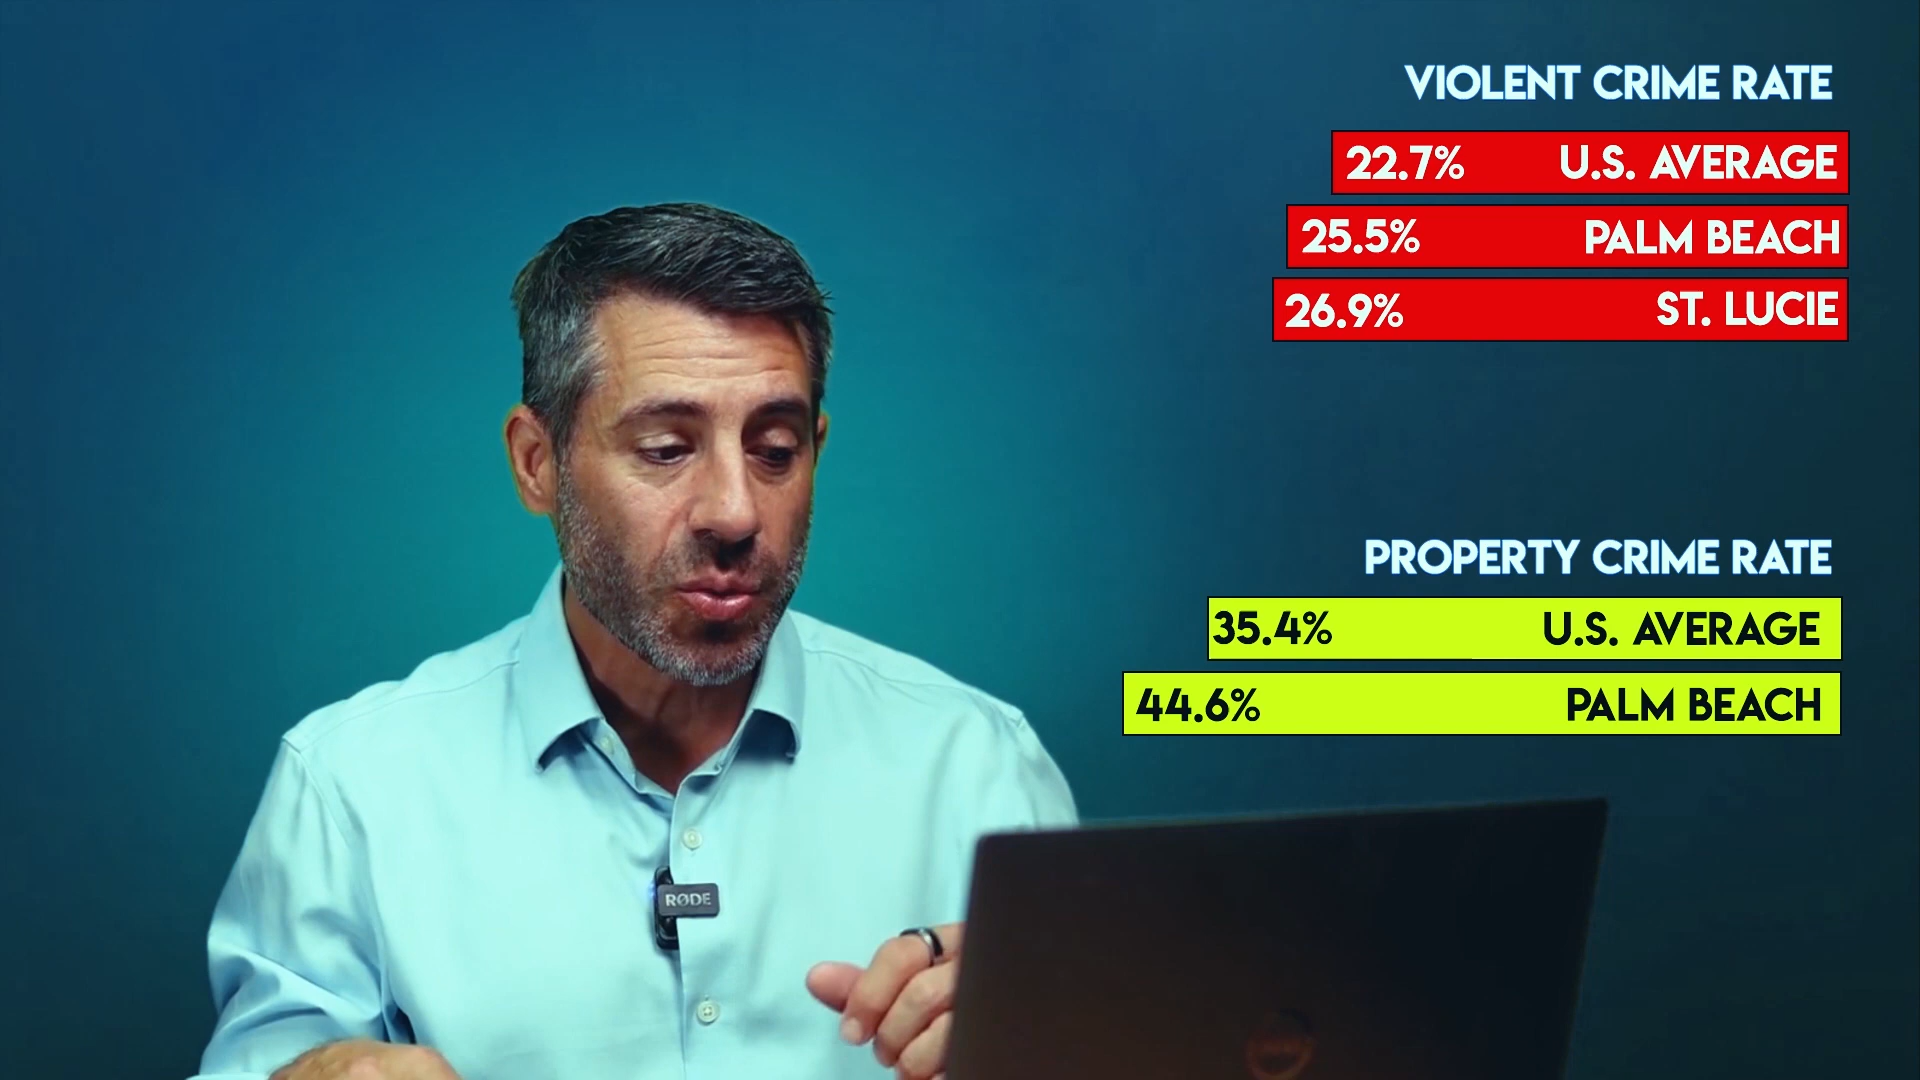 VIOLENT CRIME RATE
22.7% U.S. AVERAGE
25.5% PALM BEACH
26.9% ST. LUCIE
PROPERTY CRIME RATE
35.4% U.S. AVERAGE
44.6% PALM BEACH
RØDE